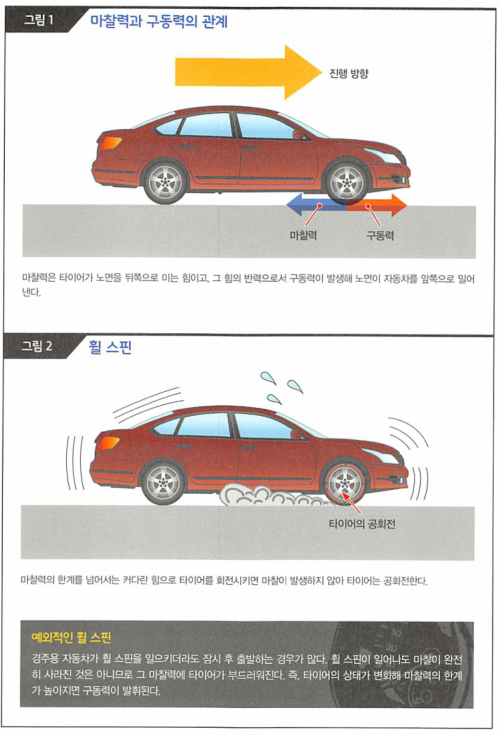 그림 1 마찰력과 구동력의 관계
진행 방향
마찰력 구동력
마찰력은 타이어가 노면을 뒤쪽으로 미는 힘이고, 그 힘의 반력으로서 구동력이 발생해 노면이 자동차를 앞쪽으로 밀어
낸다.
그림 2 휠 스핀
타이어의 공회전
마찰력의 한계를 넘어서는 커다란 힘으로 타이어를 회전시키면 마찰이 발생하지 않아 타이어는 공회전한다.
예외적인 휠 스핀
경주용 자동차가 휠 스핀을 일으키더라도 잠시 후 출발하는 경우가 많다. 휠 스핀이 일어나도 마찰이 완전
히 사라진 것은 아니므로 그 마찰력에 타이어가 부드러워진다. 즉, 타이어의 상태가 변화해 마찰력의 한계
가 높아지면 구동력이 발휘된다.